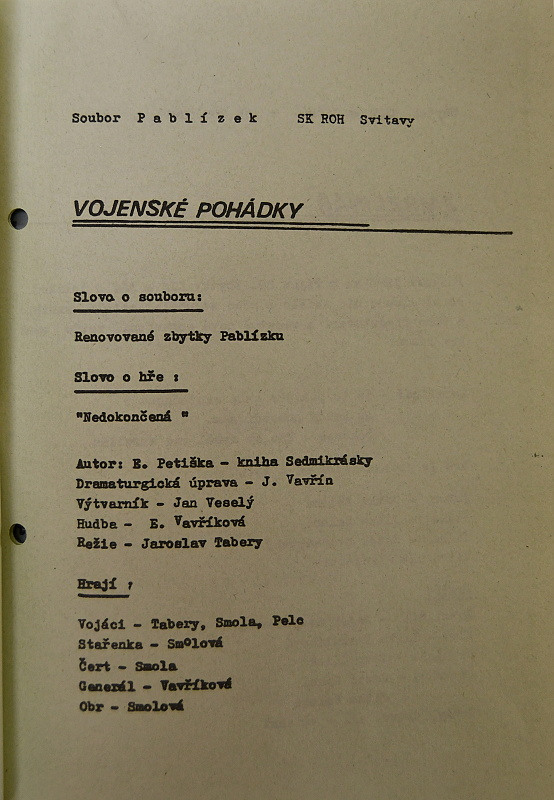 Soubor P a b l í z e k SK ROH Svitavy
VOJENSKÉ POHÁDKY
Slovo o souboru:
Renovované zbytky Pablízku
Slovo o hře :
"Nedokončená "
Autor: E. Petiška - kniha Sedmikrásky
Dramaturgická úprava - J. Vavřín
Výtvarník - Jan Veselý
Hudba - E. Vavříková
Režie - Jaroslav Tabery
Hrají :
Vojáci - Tabery, Smola, Pelc
Stařenka - Smolová
Čert - Smola
Generál - Vavříková
Obr - Smolová